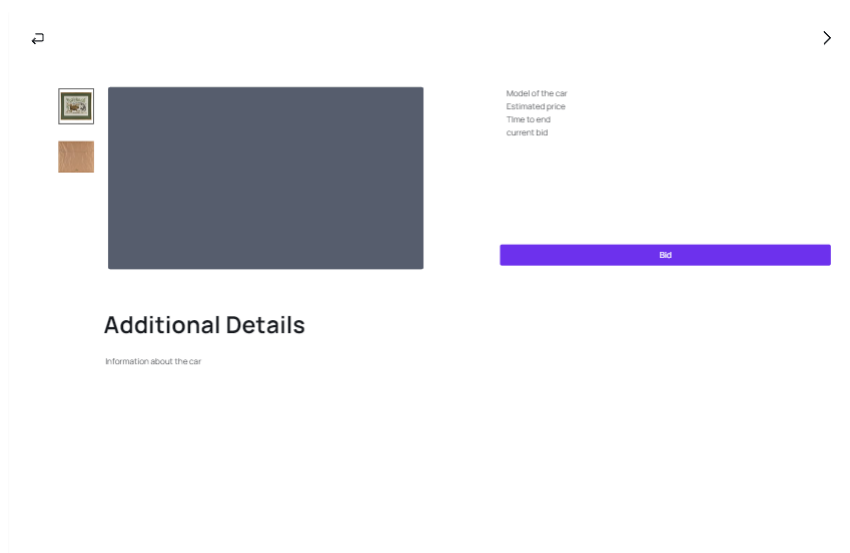 Model of the car
Estimated price
Time to end
current bid
Bid
Additional Details
Information about the car